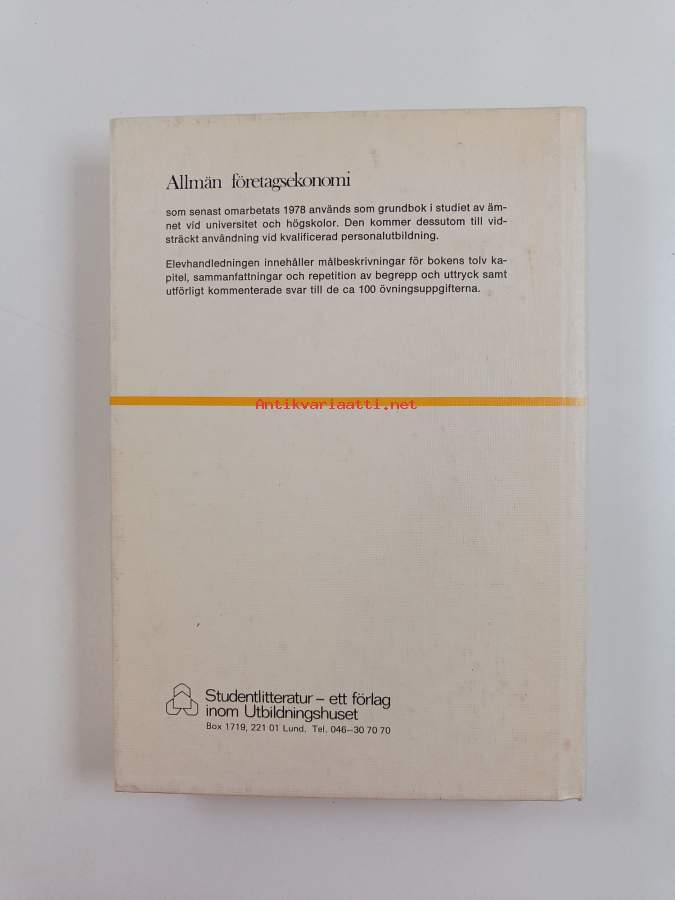 Allmän företagsekonomi
som senast omarbetats 1978 används som grundbok i studiet av äm-
net vid universitet och högskolor. Den kommer dessutom till vid-
sträckt användning vid kvalificerad personalutbildning.
Elevhandledningen innehåller målbeskrivningar för bokens tolv ka-
pitel, sammanfattningar och repetition av begrepp och uttryck samt
utförligt kommenterade svar till de ca 100 övningsuppgifterna.
Antikvariaatti.net
Studentlitteratur – ett förlag
inom Utbildningshuset
Box 1719, 221 01 Lund. Tel. 046–30 70 70